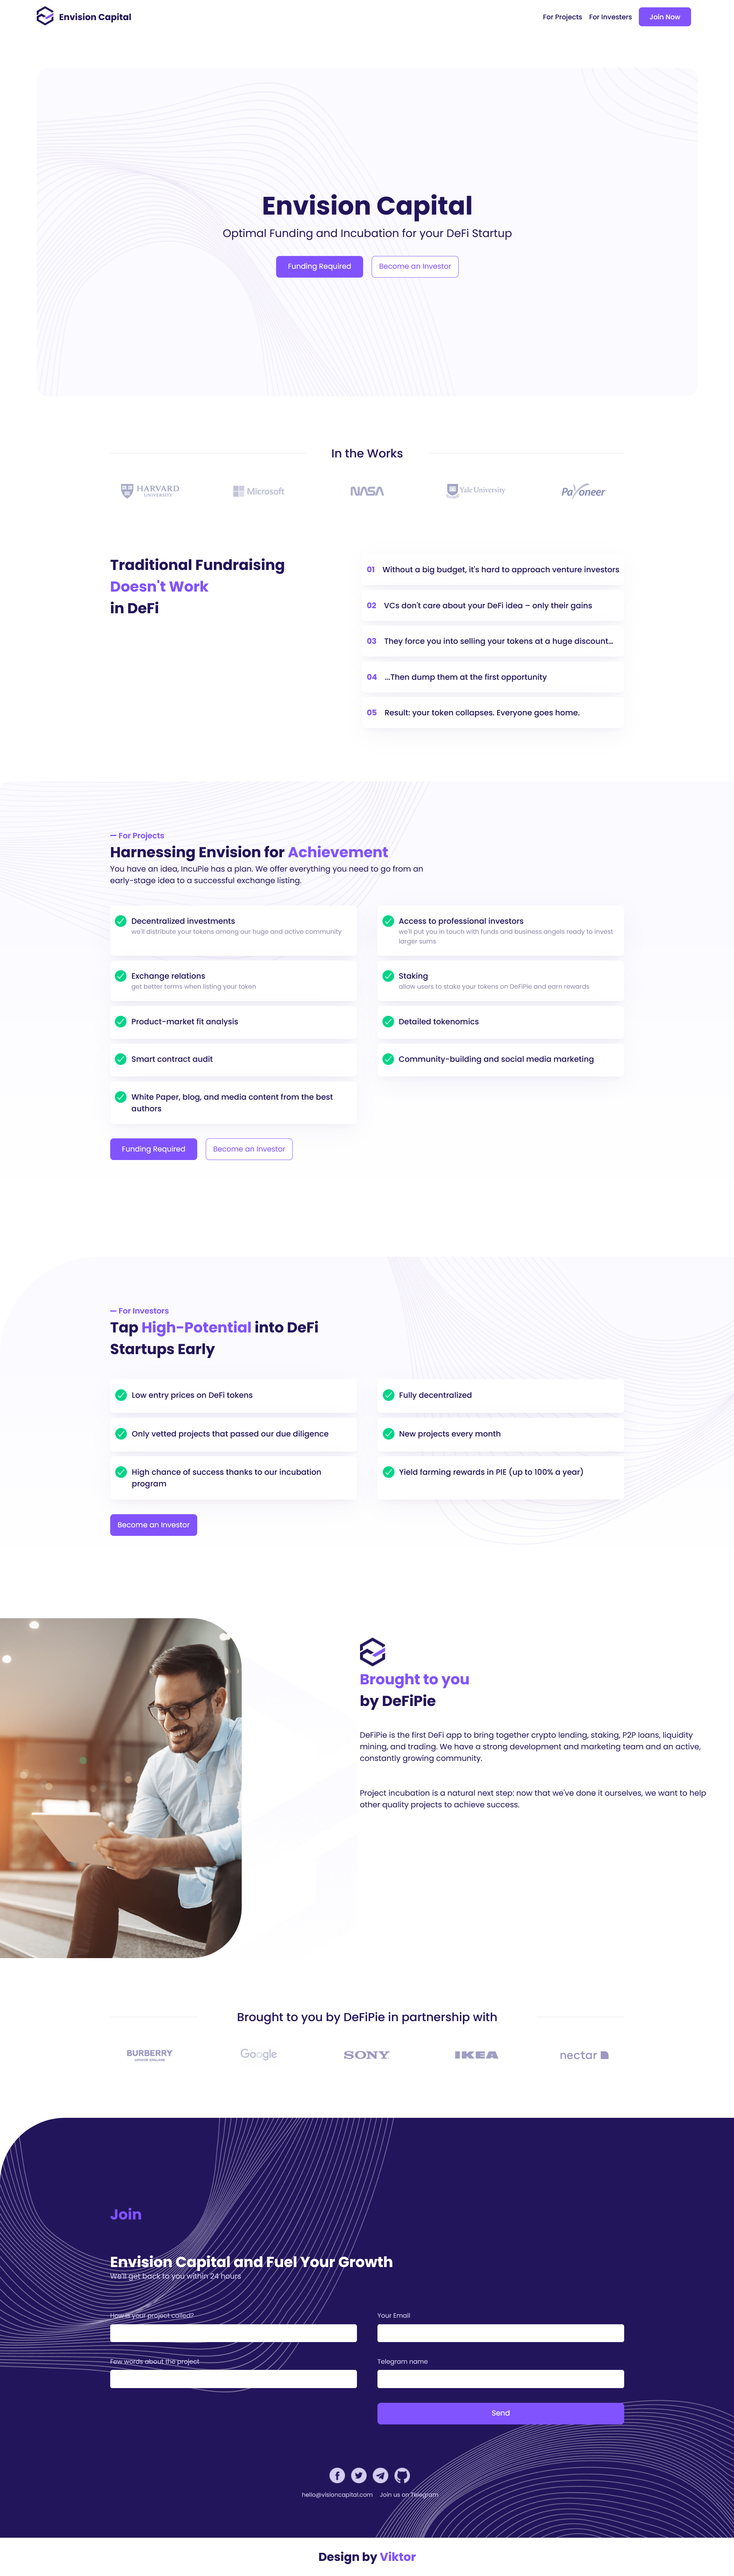 Envision Capital
For Projects
For Investers
Join Now
Envision Capital
Optimal Funding and Incubation for your DeFi Startup
Funding Required
Become an Investor
In the Works
HARVARD
UNIVERSITY
Microsoft
NASA
Yale University
Payoneer
Traditional Fundraising
Doesn't Work
in DeFi
01 Without a big budget, it's hard to approach venture investors
02 VCs don't care about your DeFi idea – only their gains
03 They force you into selling your tokens at a huge discount...
04 ...Then dump them at the first opportunity
05 Result: your token collapses. Everyone goes home.
— For Projects
Harnessing Envision for Achievement
You have an idea, IncuPie has a plan. We offer everything you need to go from an
early-stage idea to a successful exchange listing.
Decentralized investments
we'll distribute your tokens among our huge and active community
Access to professional investors
we'll put you in touch with funds and business angels ready to invest
larger sums
Exchange relations
get better terms when listing your token
Staking
allow users to stake your tokens on DeFiPie and earn rewards
Product-market fit analysis
Detailed tokenomics
Smart contract audit
Community-building and social media marketing
White Paper, blog, and media content from the best
authors
Funding Required
Become an Investor
— For Investors
Tap High-Potential into DeFi
Startups Early
Low entry prices on DeFi tokens
Fully decentralized
Only vetted projects that passed our due diligence
New projects every month
High chance of success thanks to our incubation
program
Yield farming rewards in PIE (up to 100% a year)
Become an Investor
Brought to you
by DeFiPie
DeFiPie is the first DeFi app to bring together crypto lending, staking, P2P loans, liquidity
mining, and trading. We have a strong development and marketing team and an active,
constantly growing community.
Project incubation is a natural next step: now that we've done it ourselves, we want to help
other quality projects to achieve success.
Brought to you by DeFiPie in partnership with
BURBERRY
LONDON ENGLAND
Google
SONY
IKEA
nectar
Join
Envision Capital and Fuel Your Growth
We'll get back to you within 24 hours
How is your project called?
Your Email
Few words about the project
Telegram name
Send
hello@visioncapital.com
Join us on Telegram
Design by Viktor